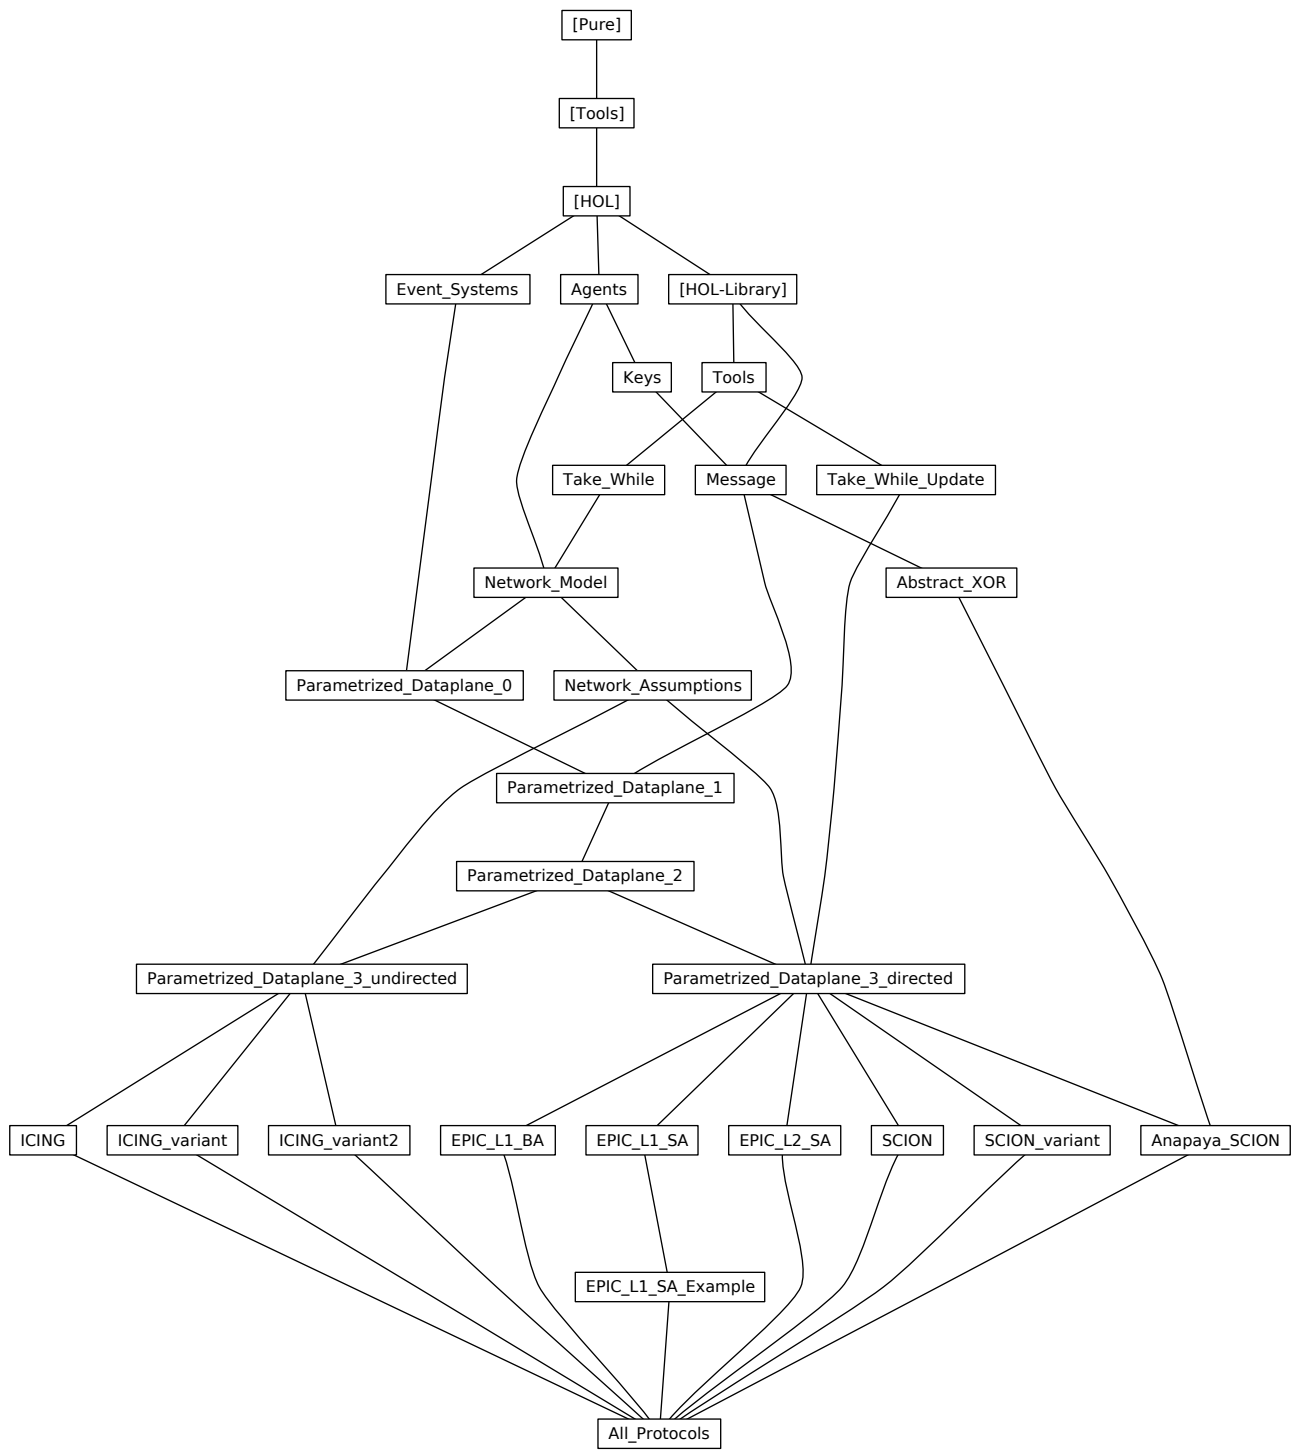 [Pure]
[Tools]
[HOL]
Event_Systems
Agents
[HOL-Library]
Keys
Tools
Take_While
Message
Take_While_Update
Network_Model
Abstract_XOR
Parametrized_Dataplane_0
Network_Assumptions
Parametrized_Dataplane_1
Parametrized_Dataplane_2
Parametrized_Dataplane_3_undirected
Parametrized_Dataplane_3_directed
ICING
ICING_variant
ICING_variant2
EPIC_L1_BA
EPIC_L1_SA
EPIC_L2_SA
SCION
SCION_variant
Anapaya_SCION
EPIC_L1_SA_Example
All_Protocols